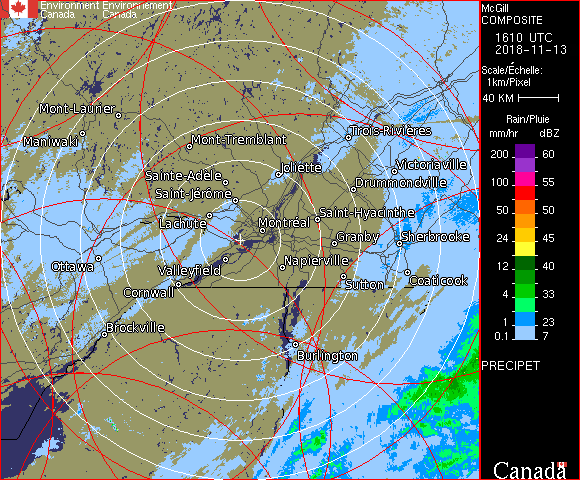 Environment Environnement
Canada Canada
McGill
COMPOSITE
1610 UTC
2018-11-13
Scale/Échelle:
1km/Pixel
40 KM
Rain/Pluie
mm/hr dBZ
200 60
100 55
50 50
24 45
12 40
4 33
1 23
0.1 7
PRECIPET
Canada
Mont-Laurier
Maniwaki
Mont-Tremblant
Trois-Rivières
Joliette
Victoriaville
Sainte-Adèle
Drummondville
Saint-Jérôme
Lachute
Saint-Hyacinthe
Montréal
Granby
Sherbrooke
Ottawa
Valleyfield
Napierville
Sutton
Coaticook
Cornwall
Brockville
Burlington